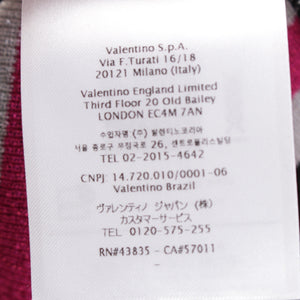 Valentino S.p.A.
Via F.Turati 16/18
20121 Milano (Italy)
Valentino England Limited
Third Floor 20 Old Bailey
LONDON EC4M 7AN
수입자명 (주) 발렌티노코리아
서울 중로구 우정국로 26, 센트로폴리스빌딩
TEL 02-2015-4642
CNPJ: 14.720.010/0001-06
Valentino Brazil
ヴァレンティノ ジャパン (株)
カスタマーサービス
TEL 0120-575-255
RN#43835 - CA#57011